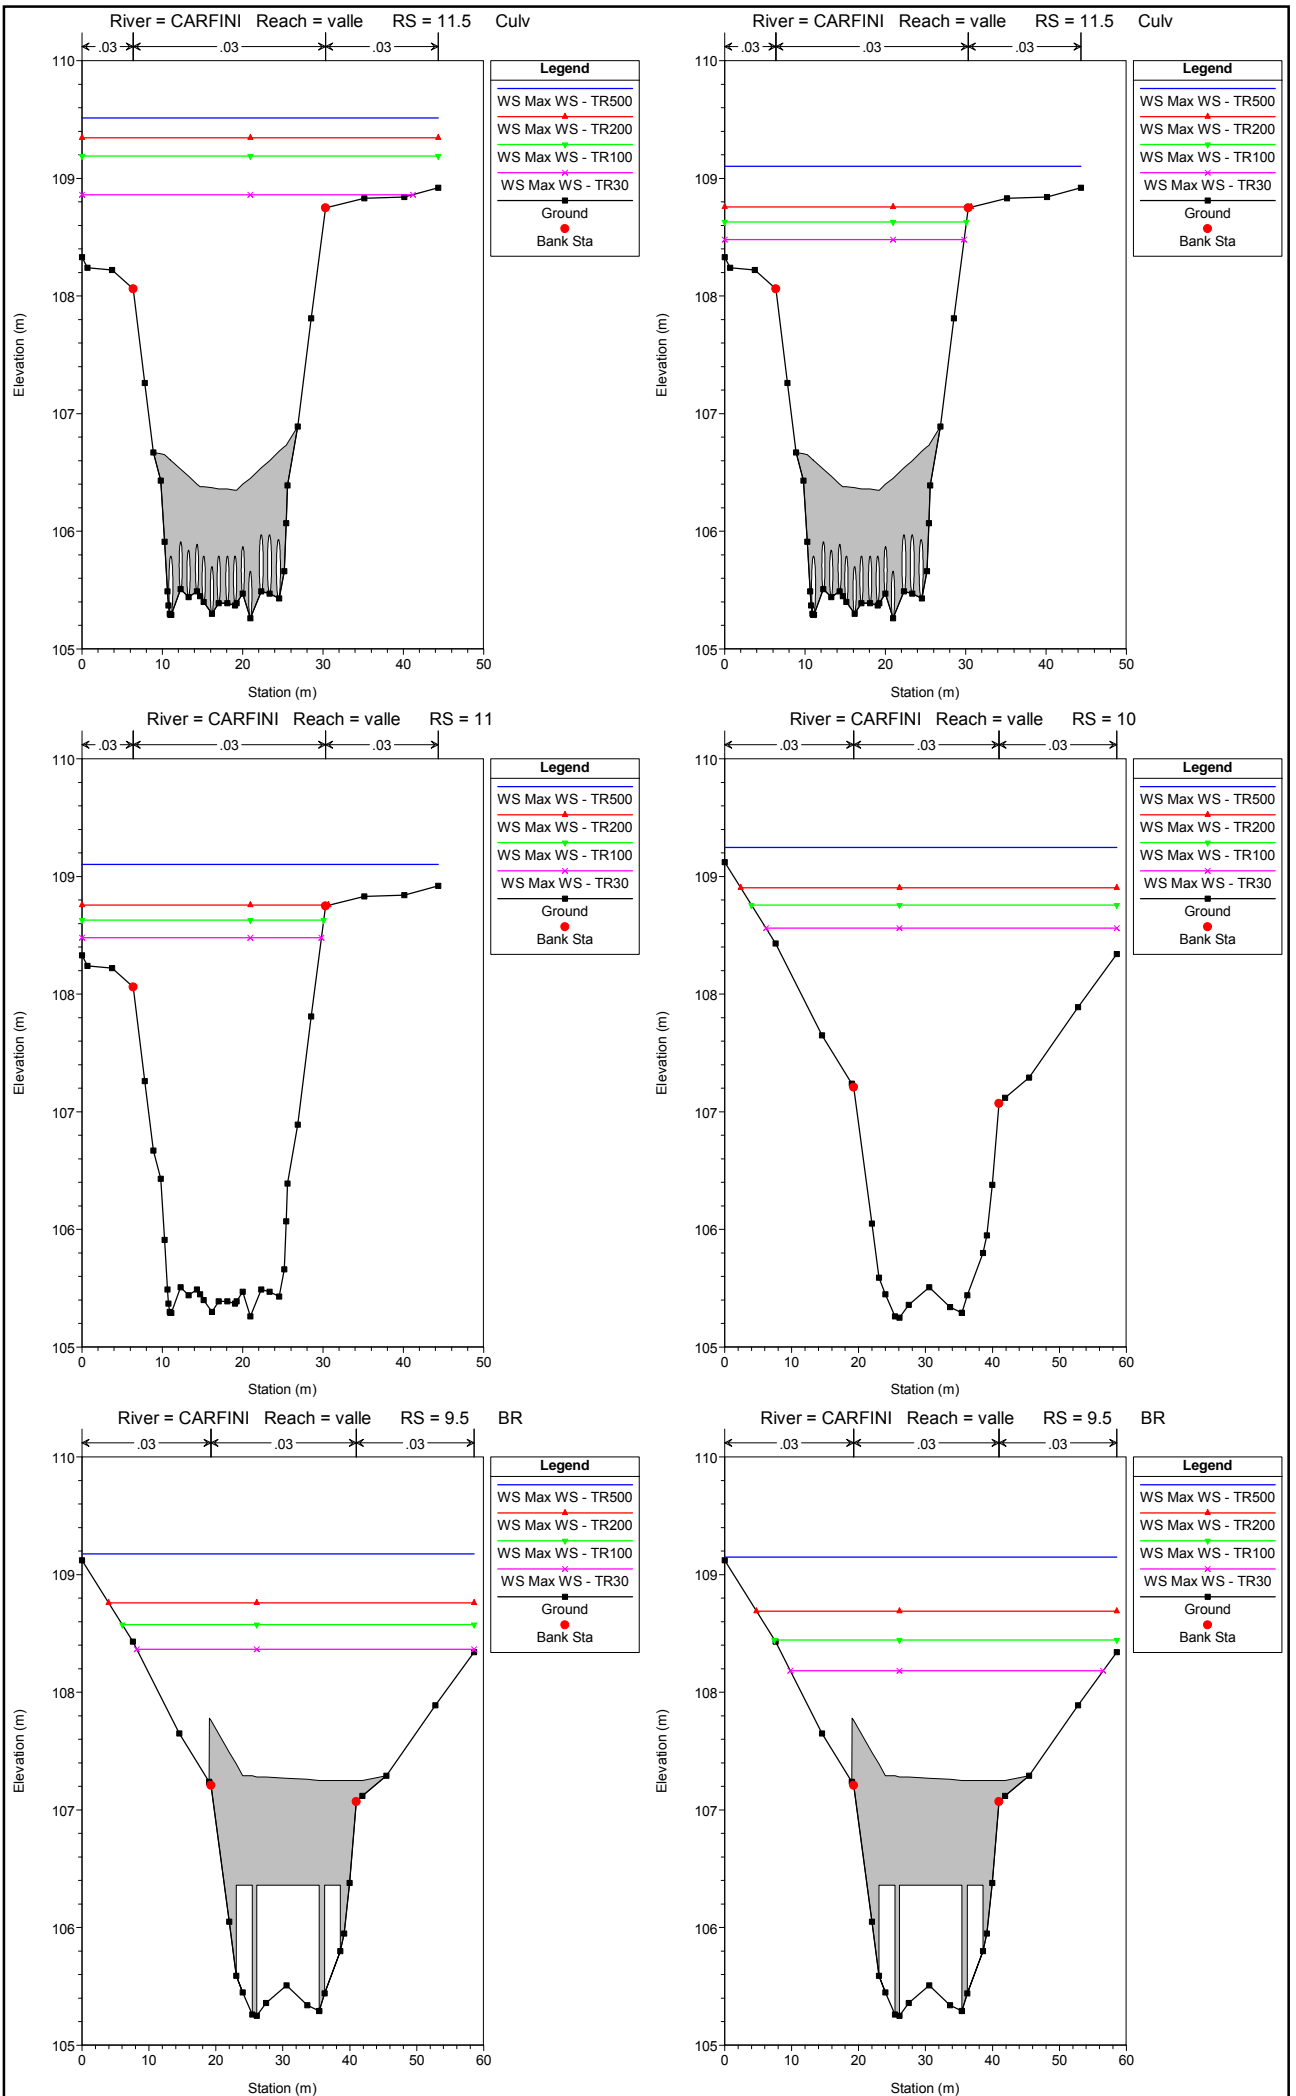 River = CARFINI Reach = valle RS = 11.5 Culv
.03 .03 .03
Legend
WS Max WS - TR500
WS Max WS - TR200
WS Max WS - TR100
WS Max WS - TR30
Ground
Bank Sta
110
109
108
107
106
105
Elevation (m)
0 10 20 30 40 50
Station (m)
River = CARFINI Reach = valle RS = 11.5 Culv
.03 .03 .03
Legend
WS Max WS - TR500
WS Max WS - TR200
WS Max WS - TR100
WS Max WS - TR30
Ground
Bank Sta
110
109
108
107
106
105
Elevation (m)
0 10 20 30 40 50
Station (m)
River = CARFINI Reach = valle RS = 11
.03 .03 .03
Legend
WS Max WS - TR500
WS Max WS - TR200
WS Max WS - TR100
WS Max WS - TR30
Ground
Bank Sta
110
109
108
107
106
105
Elevation (m)
0 10 20 30 40 50
Station (m)
River = CARFINI Reach = valle RS = 10
.03 .03 .03
Legend
WS Max WS - TR500
WS Max WS - TR200
WS Max WS - TR100
WS Max WS - TR30
Ground
Bank Sta
110
109
108
107
106
105
Elevation (m)
0 10 20 30 40 50 60
Station (m)
River = CARFINI Reach = valle RS = 9.5 BR
.03 .03 .03
Legend
WS Max WS - TR500
WS Max WS - TR200
WS Max WS - TR100
WS Max WS - TR30
Ground
Bank Sta
110
109
108
107
106
105
Elevation (m)
0 10 20 30 40 50 60
Station (m)
River = CARFINI Reach = valle RS = 9.5 BR
.03 .03 .03
Legend
WS Max WS - TR500
WS Max WS - TR200
WS Max WS - TR100
WS Max WS - TR30
Ground
Bank Sta
110
109
108
107
106
105
Elevation (m)
0 10 20 30 40 50 60
Station (m)